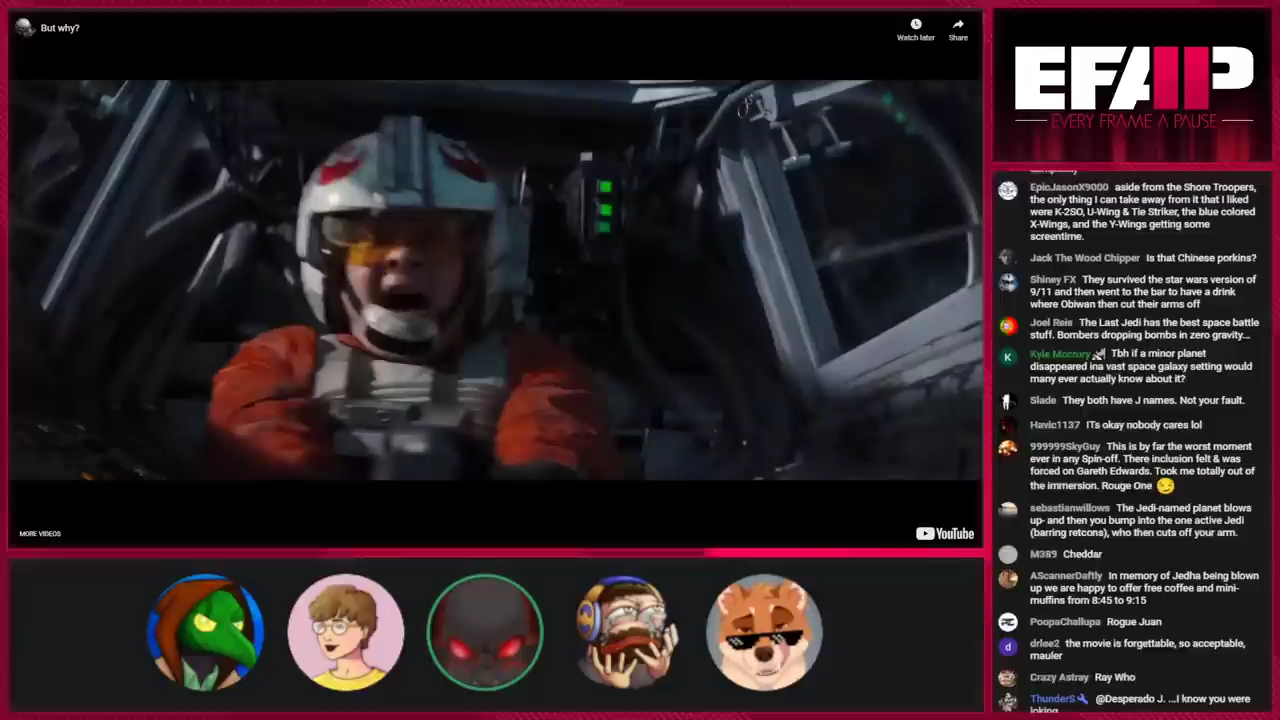 But why?
Watch later
Share
MORE VIDEOS
YouTube
EFAP
EVERY FRAME A PAUSE
EpicJasonX9000 aside from the Shore Troopers,
the only thing I can take away from it that I liked
were K-2SO, U-Wing & Tie Striker, the blue colored
X-Wings, and the Y-Wings getting some
screentime.
Jack The Wood Chipper Is that Chinese porkins?
Shiney FX They survived the star wars version of
9/11 and then went to the bar to have a drink
where Obiwan then cut their arms off
Joel Reis The Last Jedi has the best space battle
stuff. Bombers dropping bombs in zero gravity...
Kyle Mccoury Tbh if a minor planet
disappeared ina vast space galaxy setting would
many ever actually know about it?
Slade They both have J names. Not your fault.
Havic1137 ITs okay nobody cares lol
999999SkyGuy This is by far the worst moment
ever in any Spin-off. There inclusion felt & was
forced on Gareth Edwards. Took me totally out of
the immersion. Rouge One
sebastianwillows The Jedi-named planet blows
up- and then you bump into the one active Jedi
(barring retcons), who then cuts off your arm.
M389 Cheddar
AScannerDaftly In memory of Jedha being blown
up we are happy to offer free coffee and mini-
muffins from 8:45 to 9:15
PoopaChallupa Rogue Juan
drlee2 the movie is forgettable, so acceptable,
mauler
Crazy Astray Ray Who
ThunderS @Desperado J. ...I know you were
joking